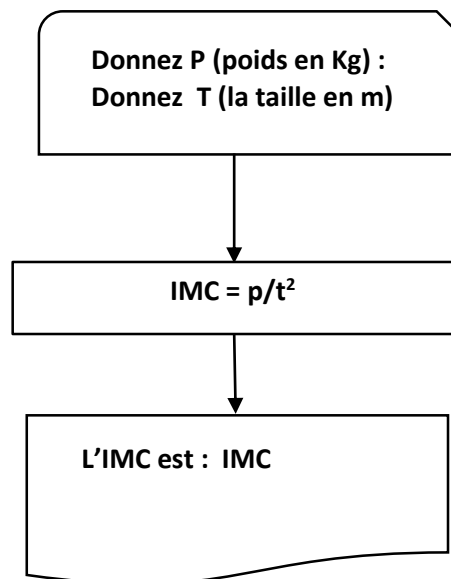 Donnez P (poids en Kg) :
Donnez T (la taille en m)
IMC = p/t²
L’IMC est : IMC